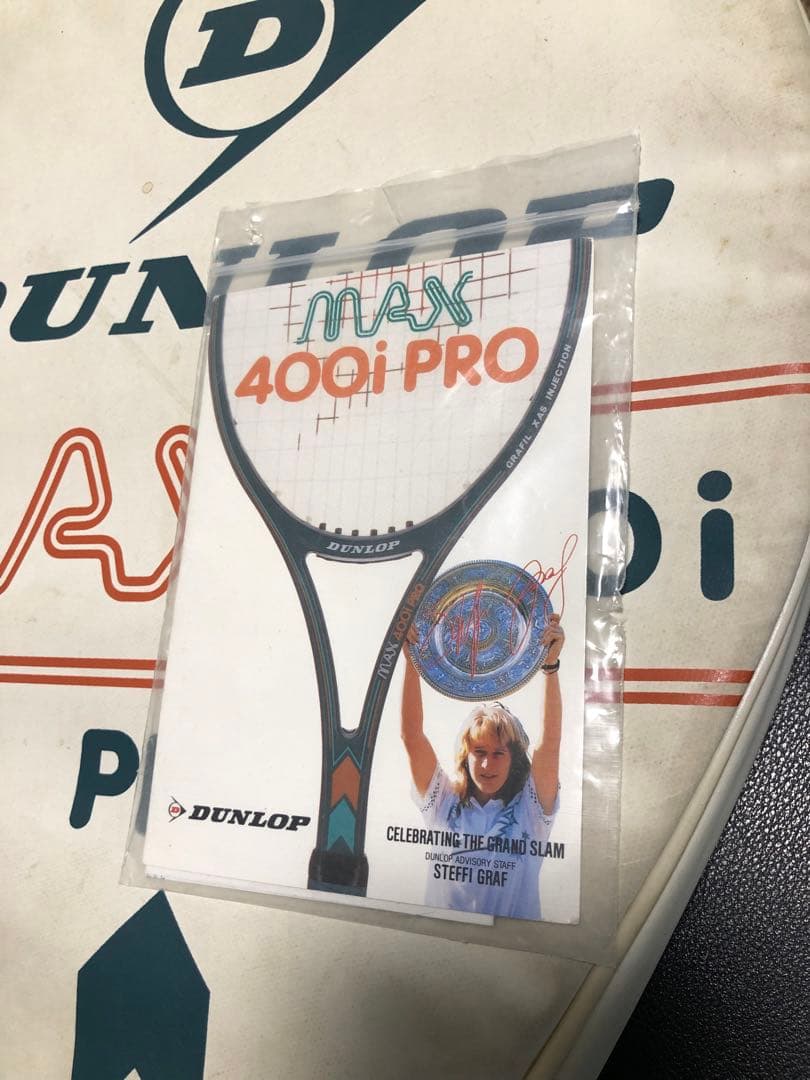 D
DUNLOP
MAX
400i PRO
GRAFIL XAS INJECTION
DUNLOP
MAX 400i PRO
oi
P
D DUNLOP
CELEBRATING THE GRAND SLAM
DUNLOP ADVISORY STAFF
STEFFI GRAF